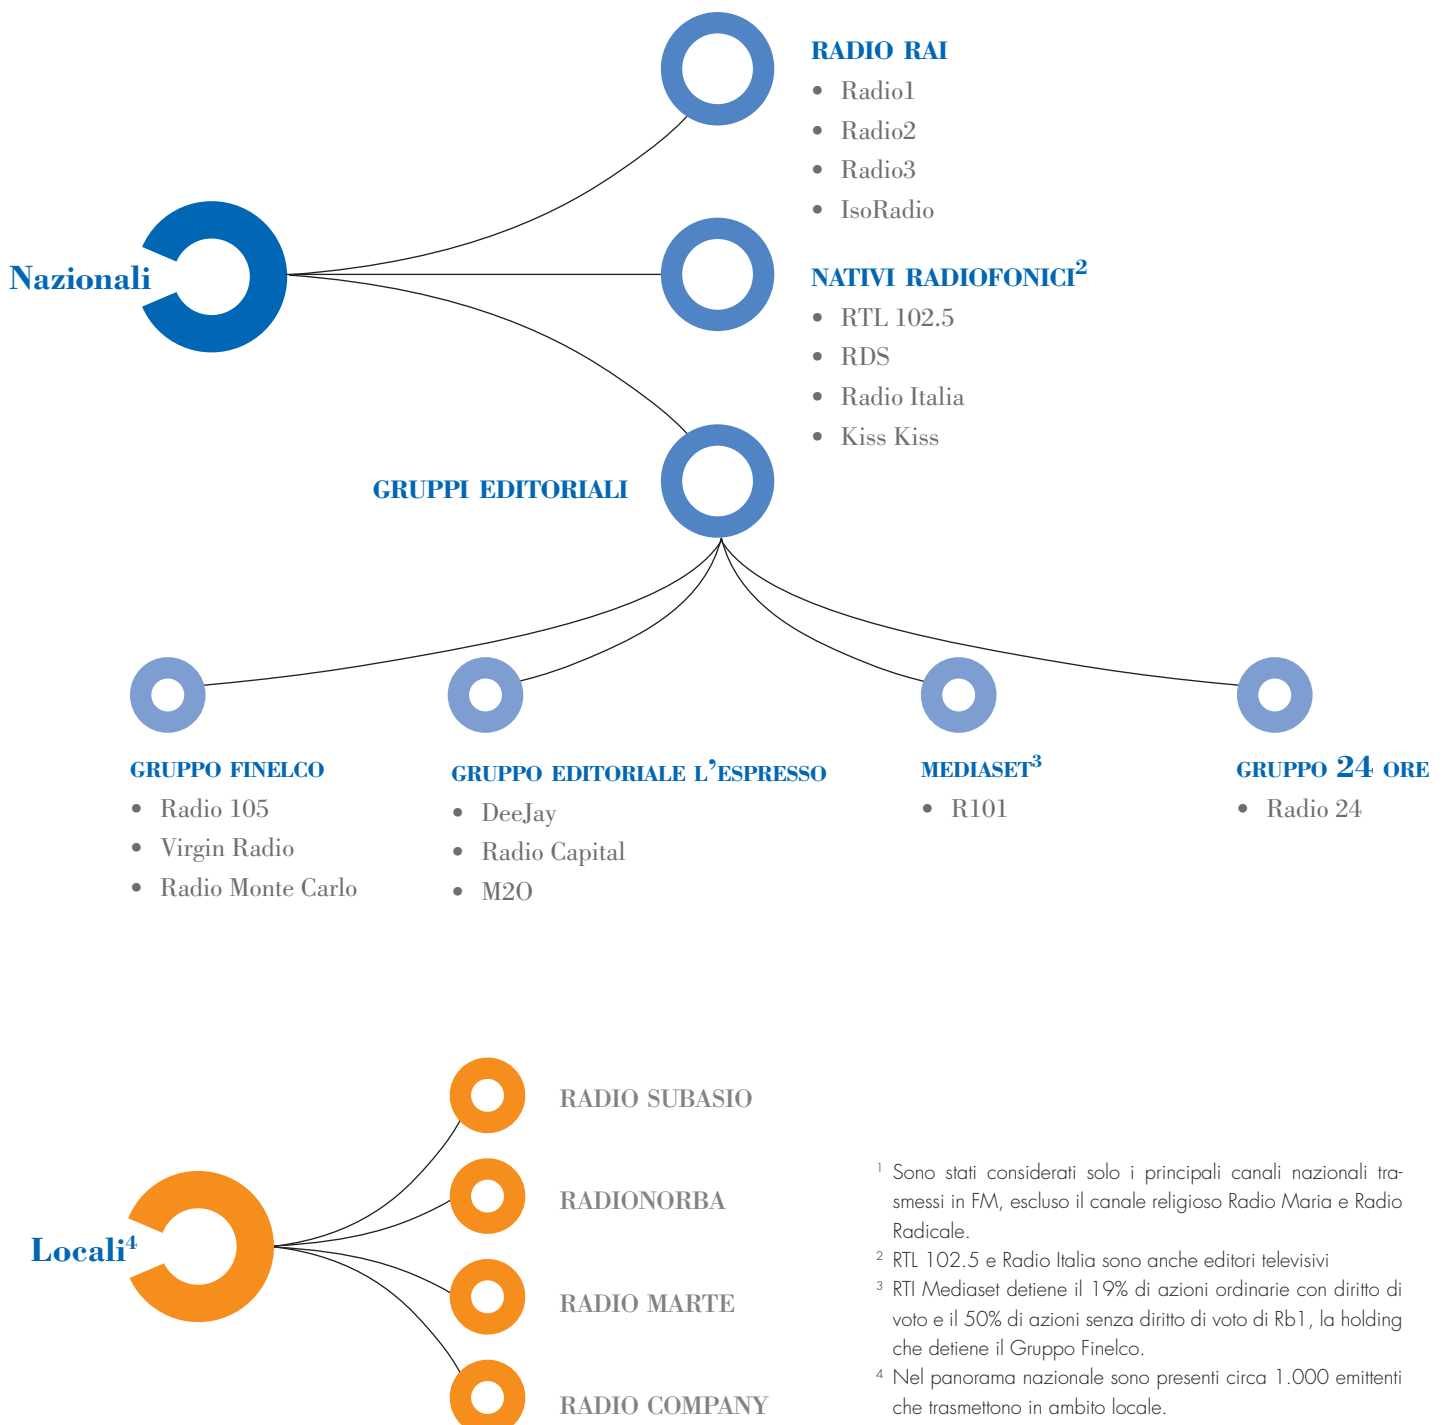 Nazionali
RADIO RAI
• Radio1
• Radio2
• Radio3
• IsoRadio
NATIVI RADIOFONICI²
• RTL 102.5
• RDS
• Radio Italia
• Kiss Kiss
GRUPPI EDITORIALI
GRUPPO FINELCO
• Radio 105
• Virgin Radio
• Radio Monte Carlo
GRUPPO EDITORIALE L’ESPRESSO
• DeeJay
• Radio Capital
• M2O
MEDIASET³
• R101
GRUPPO 24 ORE
• Radio 24
Locali⁴
RADIO SUBASIO
RADIONORBA
RADIO MARTE
RADIO COMPANY
¹ Sono stati considerati solo i principali canali nazionali tra-
smessi in FM, escluso il canale religioso Radio Maria e Radio
Radicale.
² RTL 102.5 e Radio Italia sono anche editori televisivi
³ RTI Mediaset detiene il 19% di azioni ordinarie con diritto di
voto e il 50% di azioni senza diritto di voto di Rb1, la holding
che detiene il Gruppo Finelco.
⁴ Nel panorama nazionale sono presenti circa 1.000 emittenti
che trasmettono in ambito locale.